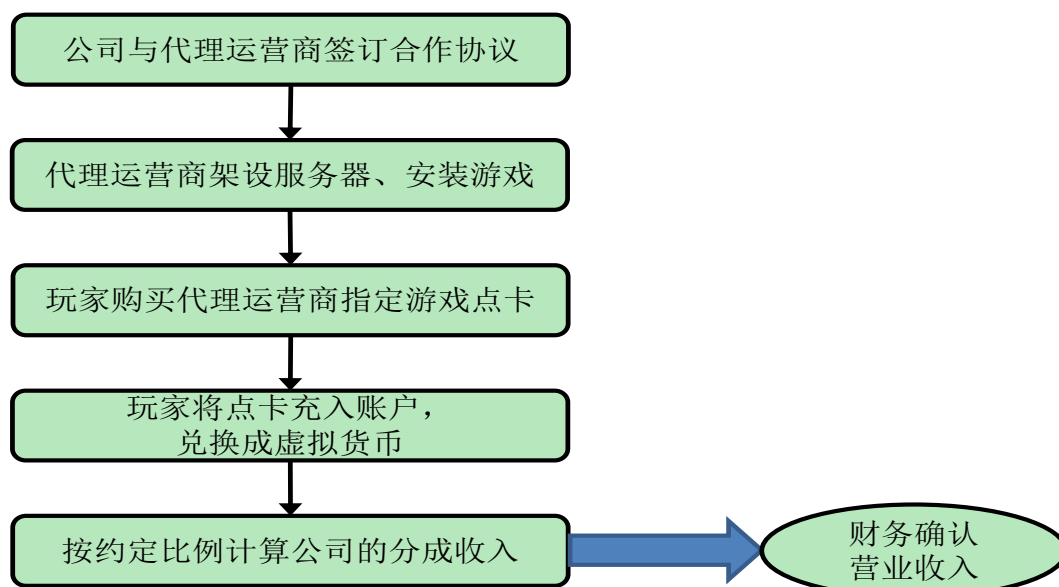 公司与代理运营商签订合作协议
代理运营商架设服务器、安装游戏
玩家购买代理运营商指定游戏点卡
玩家将点卡充入账户，
兑换成虚拟货币
按约定比例计算公司的分成收入
财务确认
营业收入